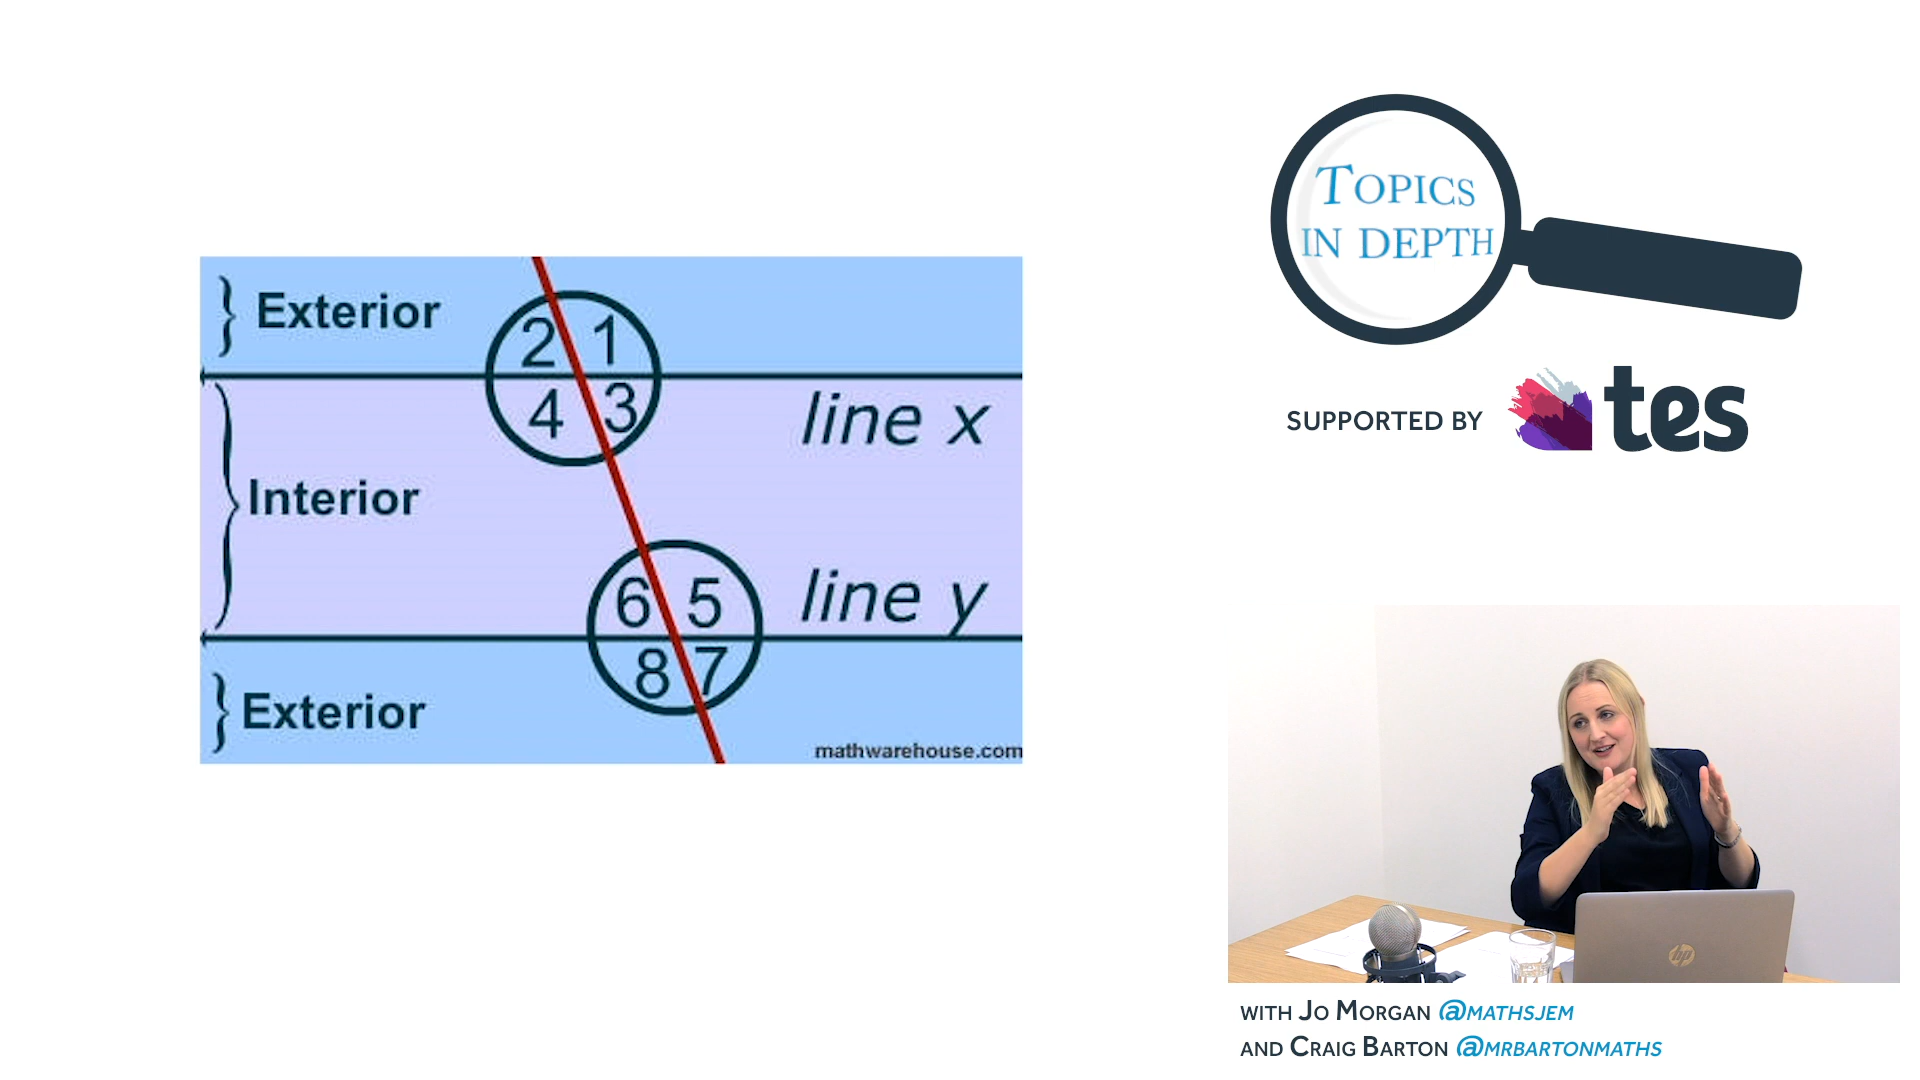 Exterior
2 1
4 3
line x
Interior
6 5
line y
8 7
Exterior
mathwarehouse.com
TOPICS
IN DEPTH
SUPPORTED BY tes
hp
WITH JO MORGAN @MATHSJEM
AND CRAIG BARTON @MRBARTONMATHS